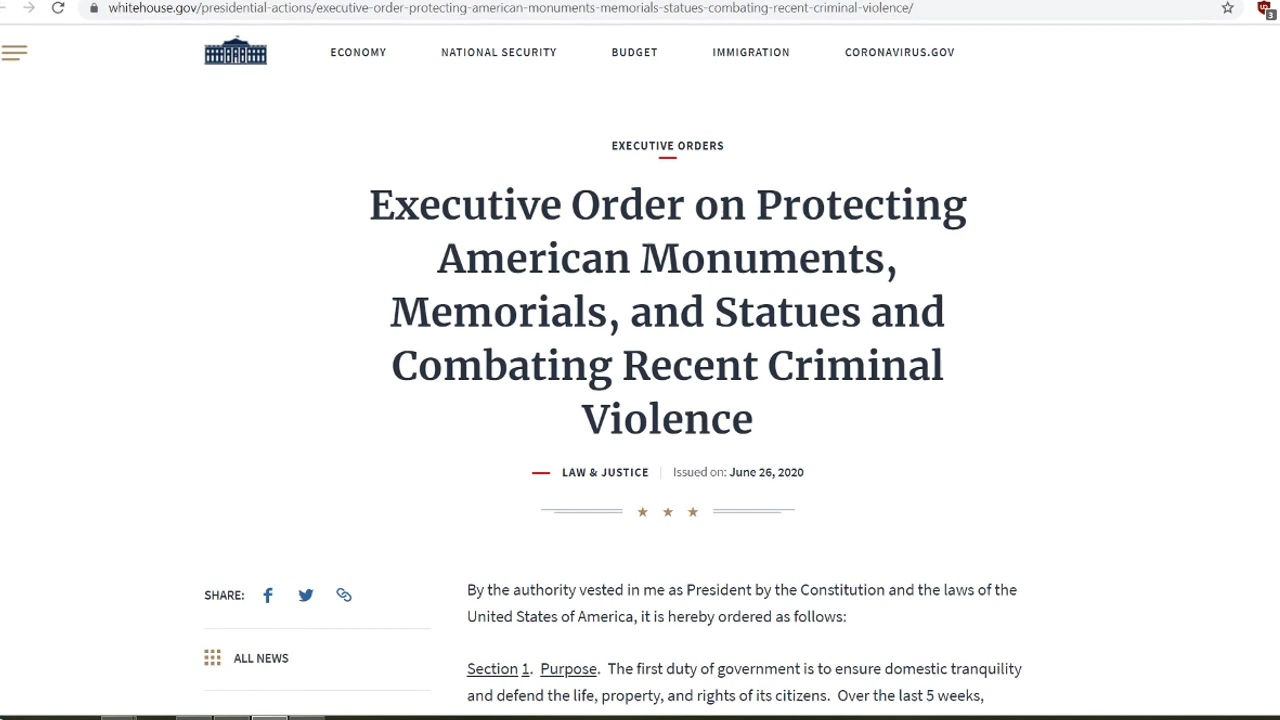 whitehouse.gov/presidential-actions/executive-order-protecting-american-monuments-memorials-statues-combating-recent-criminal-violence/
3
ECONOMY NATIONAL SECURITY BUDGET IMMIGRATION CORONAVIRUS.GOV
EXECUTIVE ORDERS
Executive Order on Protecting
American Monuments,
Memorials, and Statues and
Combating Recent Criminal
Violence
LAW & JUSTICE Issued on: June 26, 2020
SHARE:
ALL NEWS
By the authority vested in me as President by the Constitution and the laws of the
United States of America, it is hereby ordered as follows:
Section 1. Purpose. The first duty of government is to ensure domestic tranquility
and defend the life, property, and rights of its citizens. Over the last 5 weeks,